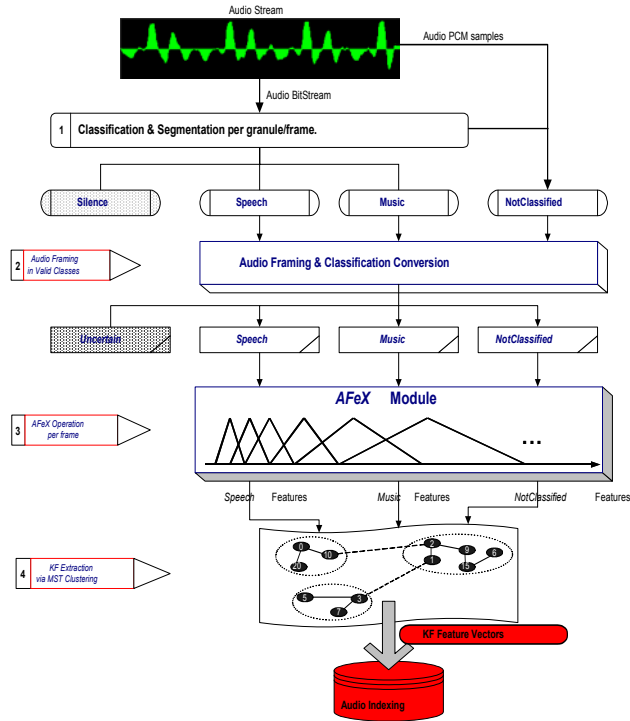 Audio Stream
Audio PCM samples
Audio BitStream
1 Classification & Segmentation per granule/frame.
Silence Speech Music NotClassified
2 Audio Framing
in Valid Classes
Audio Framing & Classification Conversion
Uncertain Speech Music NotClassified
AFeX Module
3 AFeX Operation
per frame
...
Speech Features Music Features NotClassified Features
4 KF Extraction
via MST Clustering
0 10 20
2 9 6 1 15
5 3 7
KF Feature Vectors
Audio Indexing